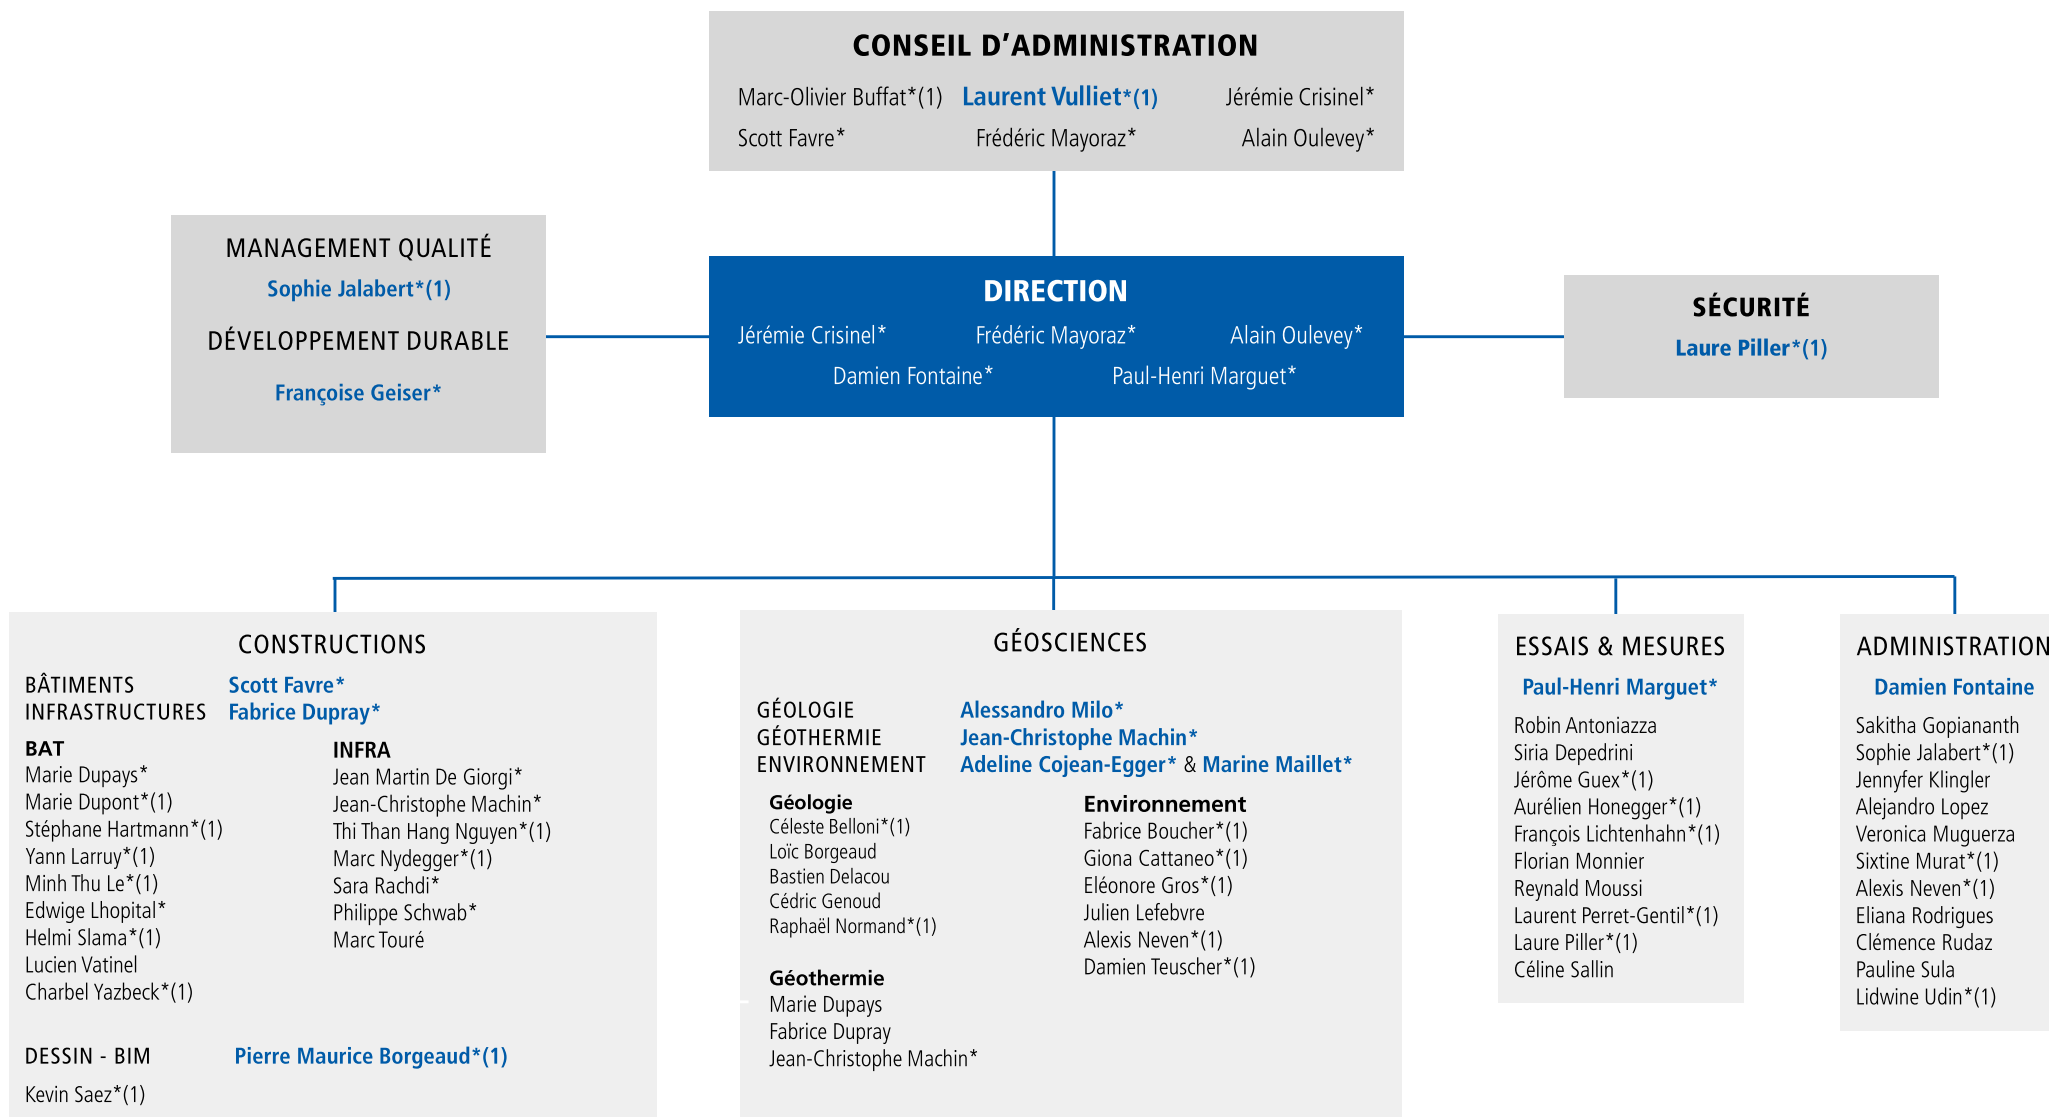 CONSEIL D’ADMINISTRATION
Marc-Olivier Buffat*(1) Laurent Vulliet*(1) Jérémie Crisinel*
Scott Favre* Frédéric Mayoraz* Alain Oulevey*
MANAGEMENT QUALITÉ
Sophie Jalabert*(1)
DÉVELOPPEMENT DURABLE
Françoise Geiser*
DIRECTION
Jérémie Crisinel* Frédéric Mayoraz* Alain Oulevey*
Damien Fontaine* Paul-Henri Marguet*
SÉCURITÉ
Laure Piller*(1)
CONSTRUCTIONS
BÂTIMENTS Scott Favre*
INFRASTRUCTURES Fabrice Dupray*
BAT
Marie Dupays*
Marie Dupont*(1)
Stéphane Hartmann*(1)
Yann Larruy*(1)
Minh Thu Le*(1)
Edwige Lhopital*
Helmi Slama*(1)
Lucien Vatinel
Charbel Yazbeck*(1)
INFRA
Jean Martin De Giorgi*
Jean-Christophe Machin*
Thi Than Hang Nguyen*(1)
Marc Nydegger*(1)
Sara Rachdi*
Philippe Schwab*
Marc Touré
DESSIN - BIM Pierre Maurice Borgeaud*(1)
Kevin Saez*(1)
GÉOSCIENCES
GÉOLOGIE Alessandro Milo*
GÉOTHERMIE Jean-Christophe Machin*
ENVIRONNEMENT Adeline Cojean-Egger* & Marine Maillet*
Géologie
Céleste Belloni*(1)
Loïc Borgeaud
Bastien Delacou
Cédric Genoud
Raphaël Normand*(1)
Géothermie
Marie Dupays
Fabrice Dupray
Jean-Christophe Machin*
Environnement
Fabrice Boucher*(1)
Giona Cattaneo*(1)
Eléonore Gros*(1)
Julien Lefebvre
Alexis Neven*(1)
Damien Teuscher*(1)
ESSAIS & MESURES
Paul-Henri Marguet*
Robin Antoniazza
Siria Depedrini
Jérôme Guex*(1)
Aurélien Honegger*(1)
François Lichtenhahn*(1)
Florian Monnier
Reynald Moussi
Laurent Perret-Gentil*(1)
Laure Piller*(1)
Céline Sallin
ADMINISTRATION
Damien Fontaine
Sakitha Gopiananth
Sophie Jalabert*(1)
Jennyfer Klingler
Alejandro Lopez
Veronica Muguerza
Sixtine Murat*(1)
Alexis Neven*(1)
Eliana Rodrigues
Clémence Rudaz
Pauline Sula
Lidwine Udin*(1)